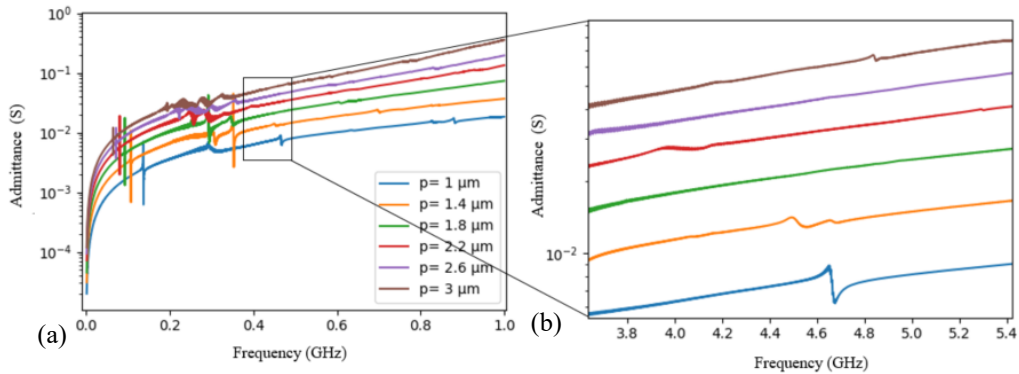 10⁰
10⁻¹
10⁻²
10⁻³
10⁻⁴
Admittance (S)
p= 1 μm
p= 1.4 μm
p= 1.8 μm
p= 2.2 μm
p= 2.6 μm
p= 3 μm
0.0 0.2 0.4 0.6 0.8 1.0
Frequency (GHz)
(a)
Admittance (S)
10⁻²
3.8 4.0 4.2 4.4 4.6 4.8 5.0 5.2 5.4
Frequency (GHz)
(b)